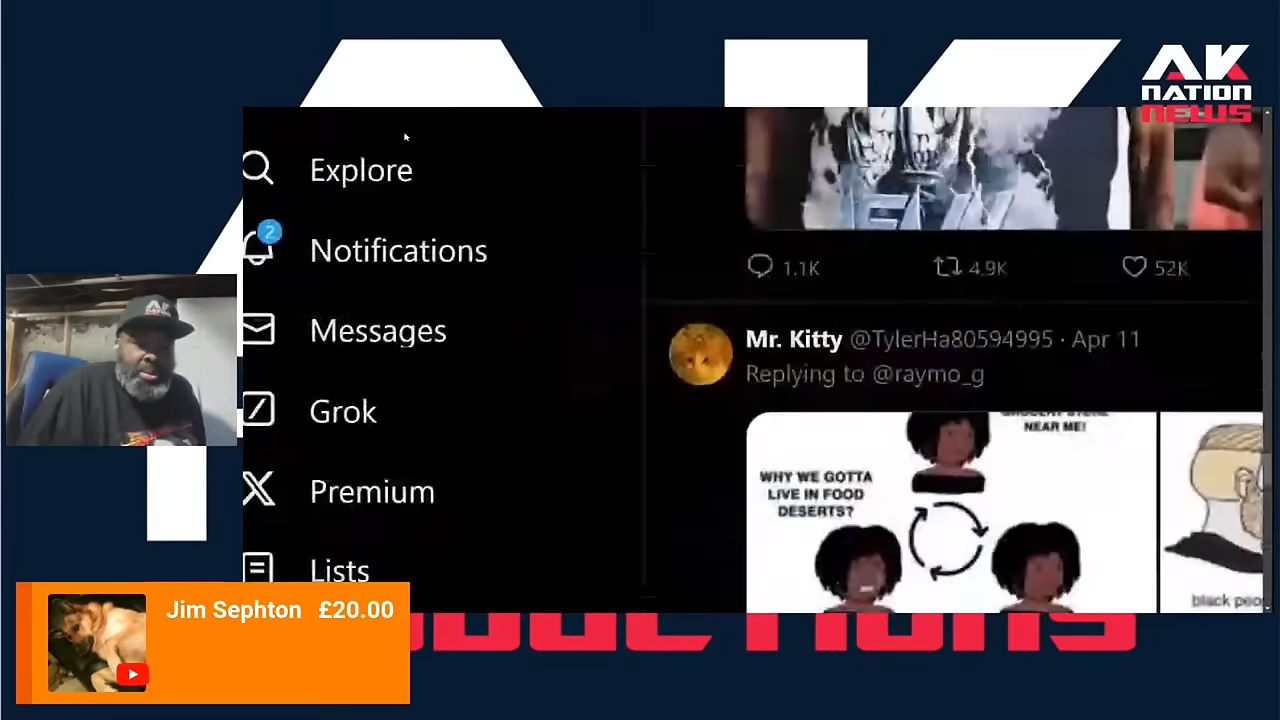 AK
NATION
NEWS
Explore
2
Notifications
Messages
Grok
Premium
Lists
1.1K
4.9K
52K
Mr. Kitty @TylerHa80594995 · Apr 11
Replying to @raymo_g
NEAR ME!
WHY WE GOTTA
LIVE IN FOOD
DESERTS?
black
Jim Sephton £20.00